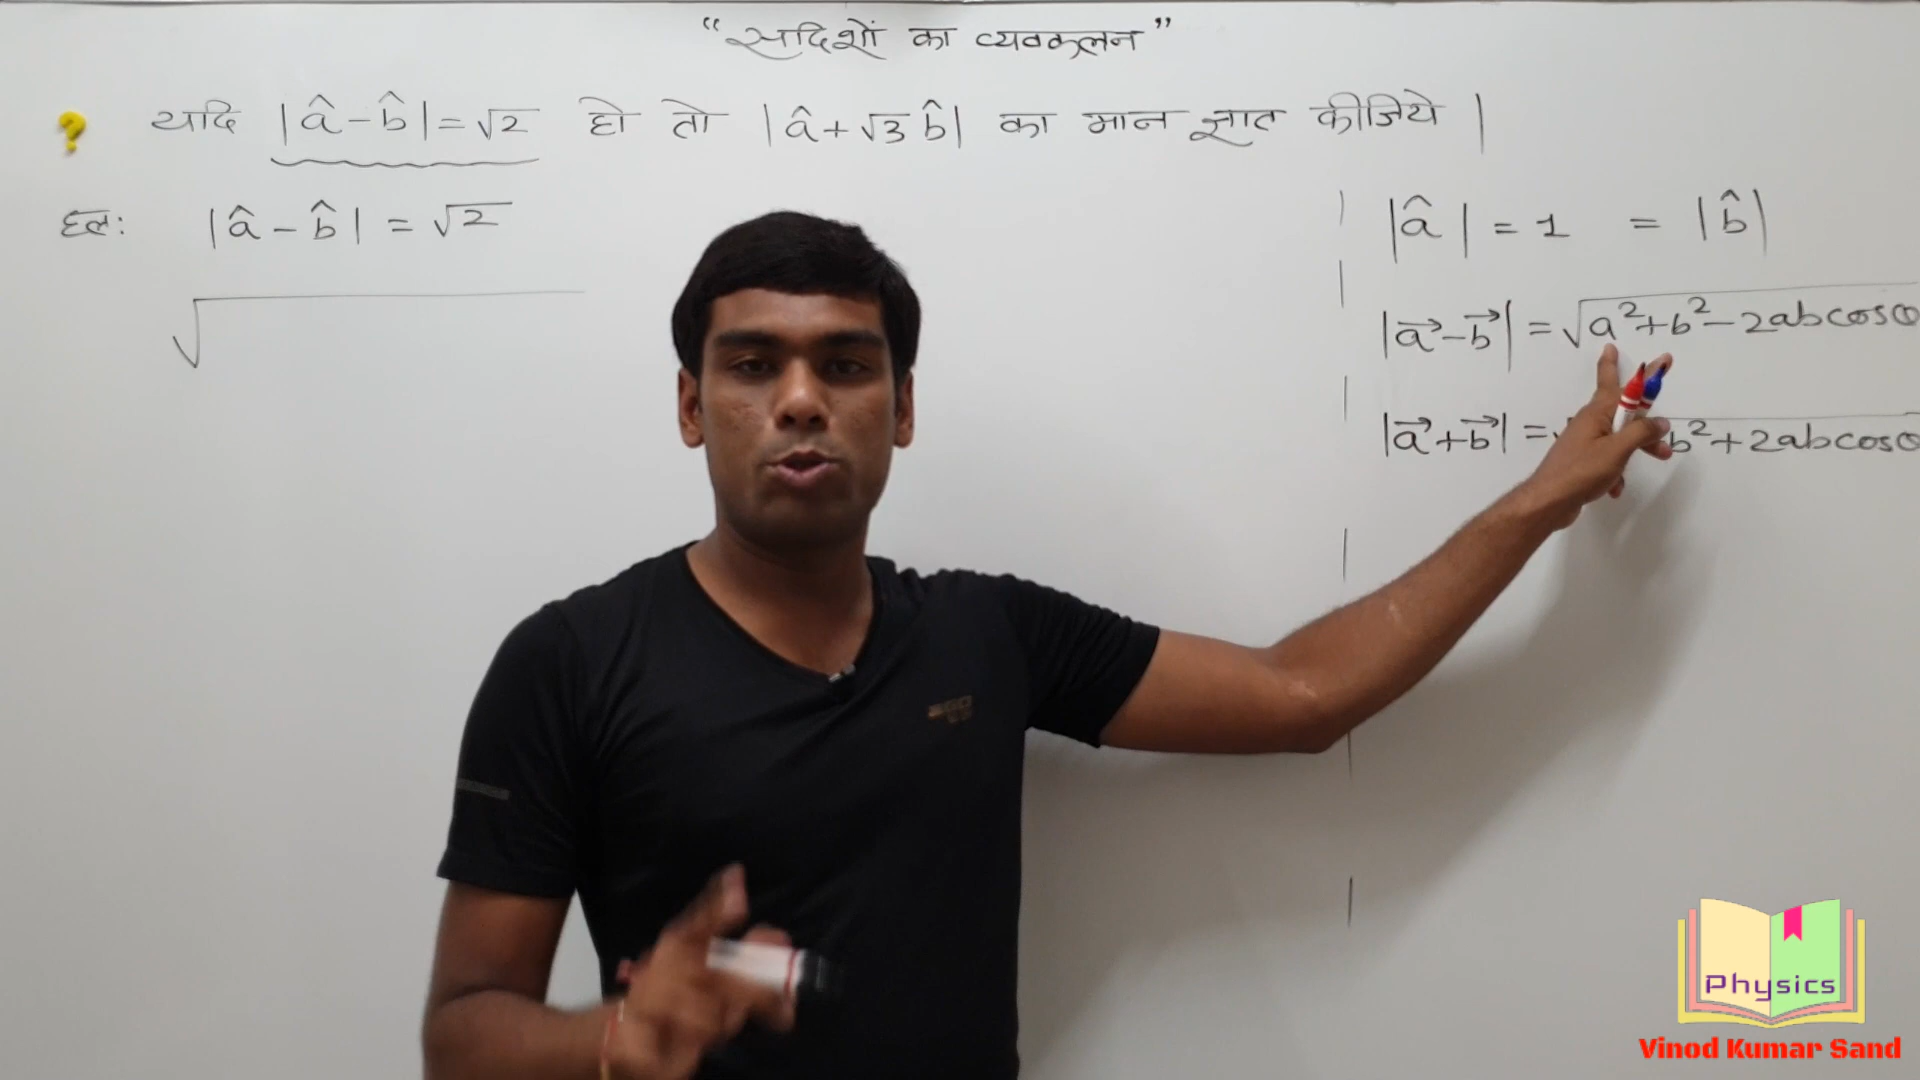 “सदिशों का व्यवकलन”
? यदि |â - b̂| = √2 हो तो |â + √3 b̂| का मान ज्ञात कीजिये |
हल: |â - b̂| = √2
√
|â| = 1 = |b̂|
|a⃗ - b⃗| = √a² + b² - 2abcosθ
|a⃗ + b⃗| = b² + 2abcosθ
Physics
Vinod Kumar Sand